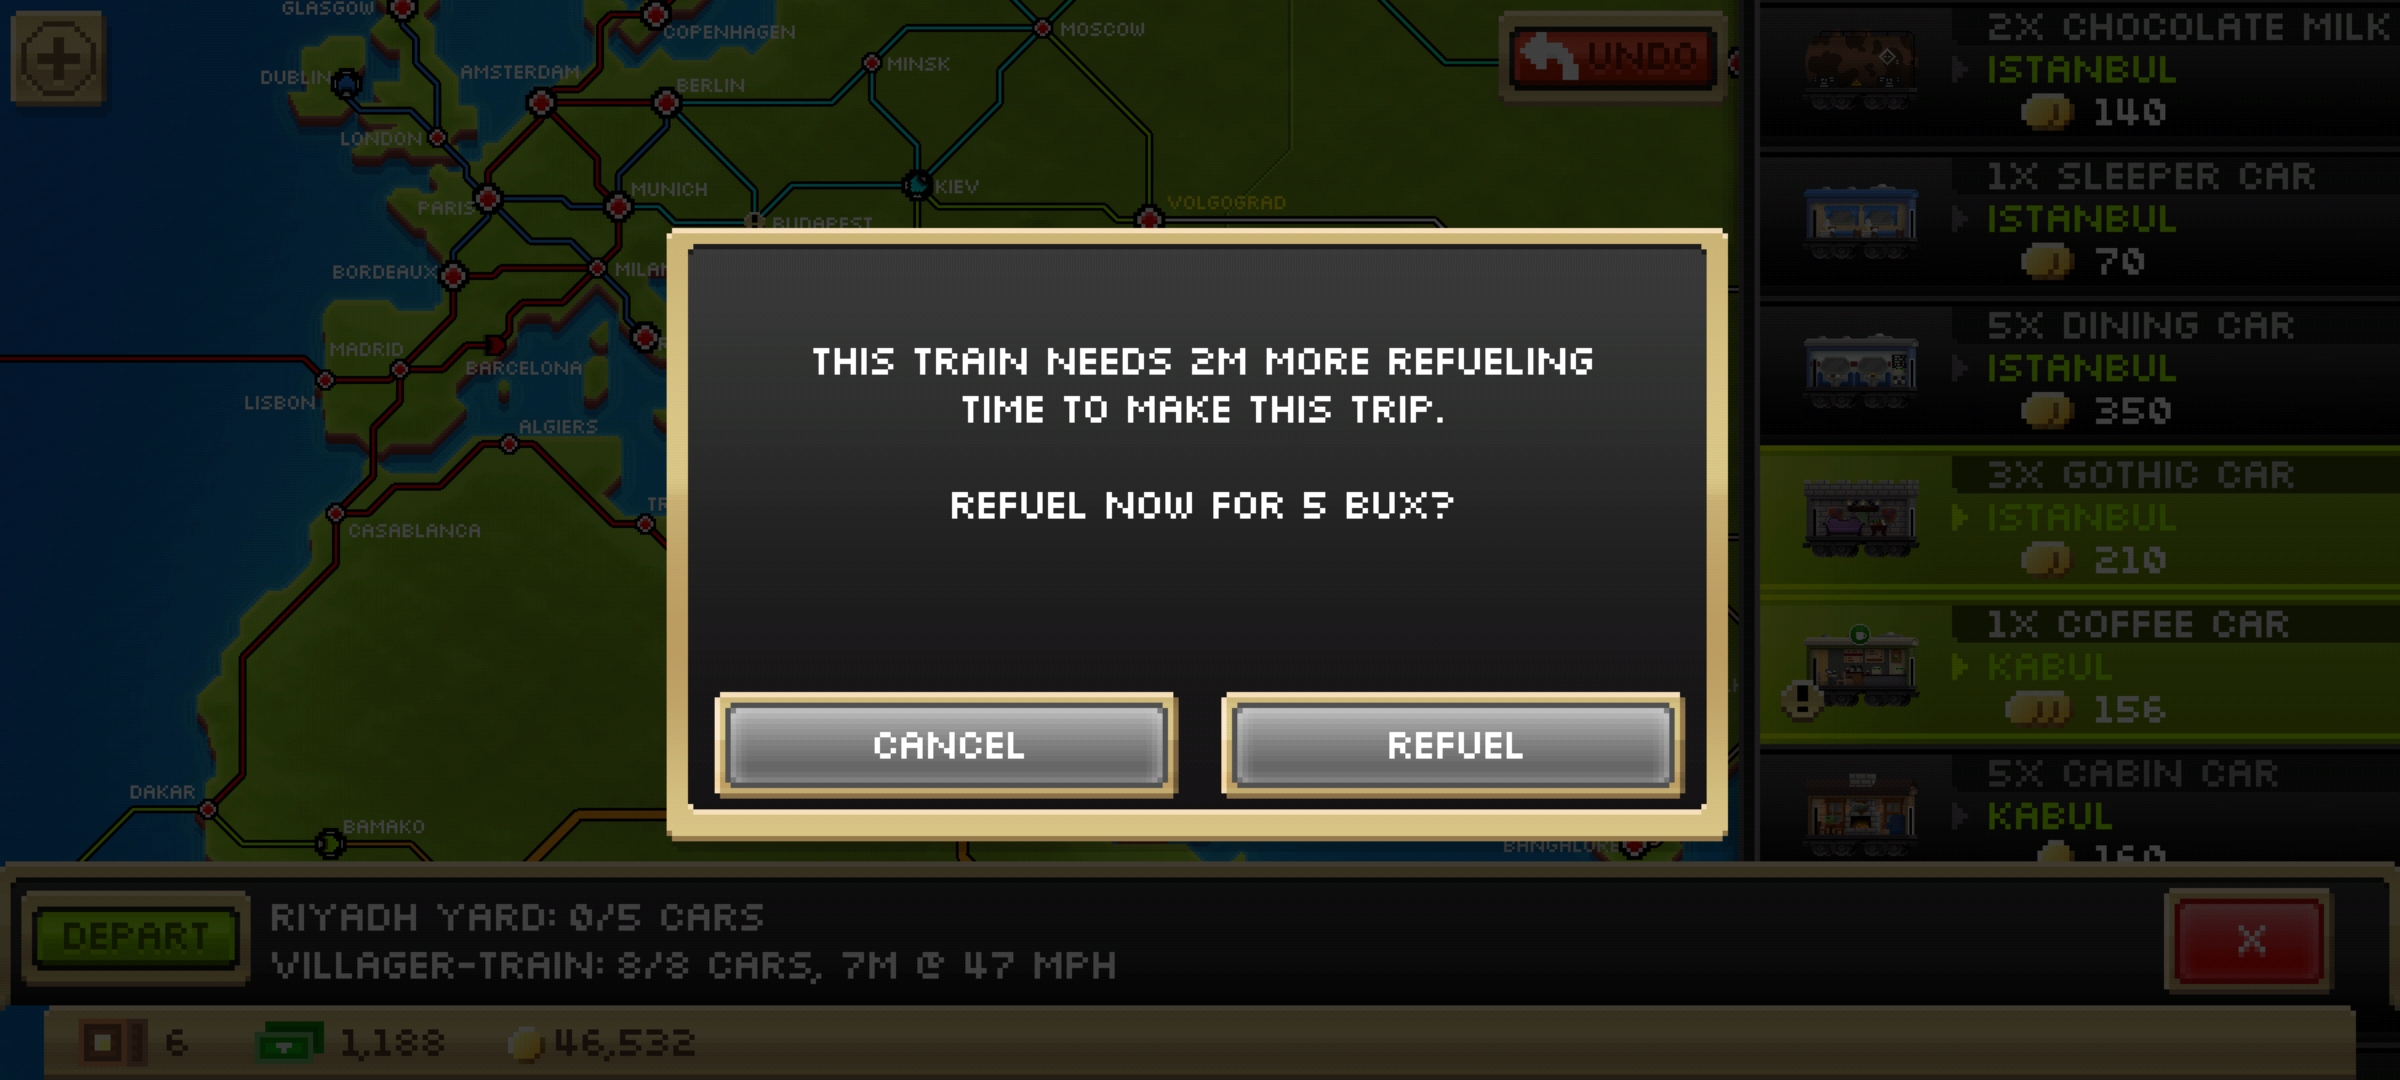 GLASGOW
COPENHAGEN
MOSCOW
UNDO
DUBLIN
AMSTERDAM
BERLIN
MINSK
LONDON
PARIS
MUNICH
BUDAPEST
KIEV
VOLGOGRAD
BORDEAUX
MADRID
BARCELONA
LISBON
ALGIERS
CASABLANCA
DAKAR
BAMAKO
BANGALORE
THIS TRAIN NEEDS 2M MORE REFUELING
TIME TO MAKE THIS TRIP.
REFUEL NOW FOR 5 BUX?
CANCEL
REFUEL
2X CHOCOLATE MILK
ISTANBUL
140
1X SLEEPER CAR
ISTANBUL
70
5X DINING CAR
ISTANBUL
350
3X GOTHIC CAR
ISTANBUL
210
1X COFFEE CAR
KABUL
156
5X CABIN CAR
KABUL
160
DEPART
RIYADH YARD: 0/5 CARS
VILLAGER-TRAIN: 8/8 CARS, 7M @ 47 MPH
X
6
1,188
46,532